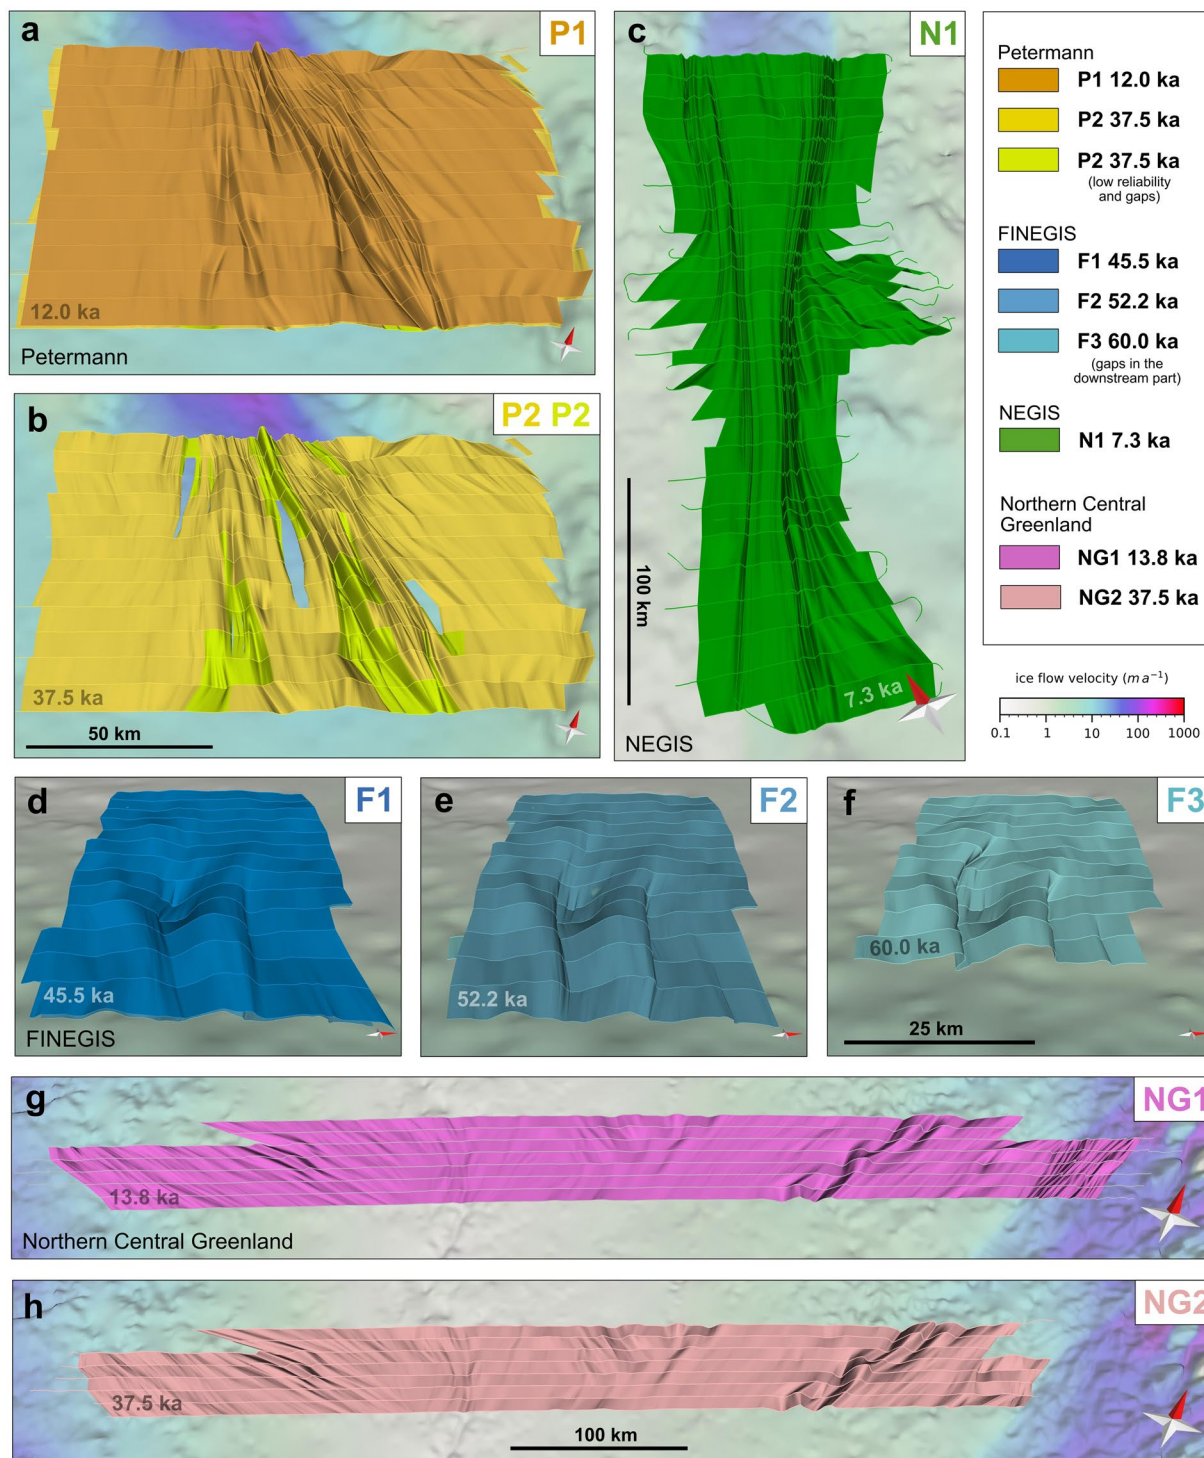 a
P1
12.0 ka
Petermann
b
P2 P2
37.5 ka
50 km
c
N1
100 km
7.3 ka
NEGIS
Petermann
P1 12.0 ka
P2 37.5 ka
P2 37.5 ka
(low reliability
and gaps)
FINEGIS
F1 45.5 ka
F2 52.2 ka
F3 60.0 ka
(gaps in the
downstream part)
NEGIS
N1 7.3 ka
Northern Central
Greenland
NG1 13.8 ka
NG2 37.5 ka
ice flow velocity (m a⁻¹)
0.1 1 10 100 1000
d
F1
45.5 ka
FINEGIS
e
F2
52.2 ka
f
F3
60.0 ka
25 km
g
NG1
13.8 ka
Northern Central Greenland
h
NG2
37.5 ka
100 km